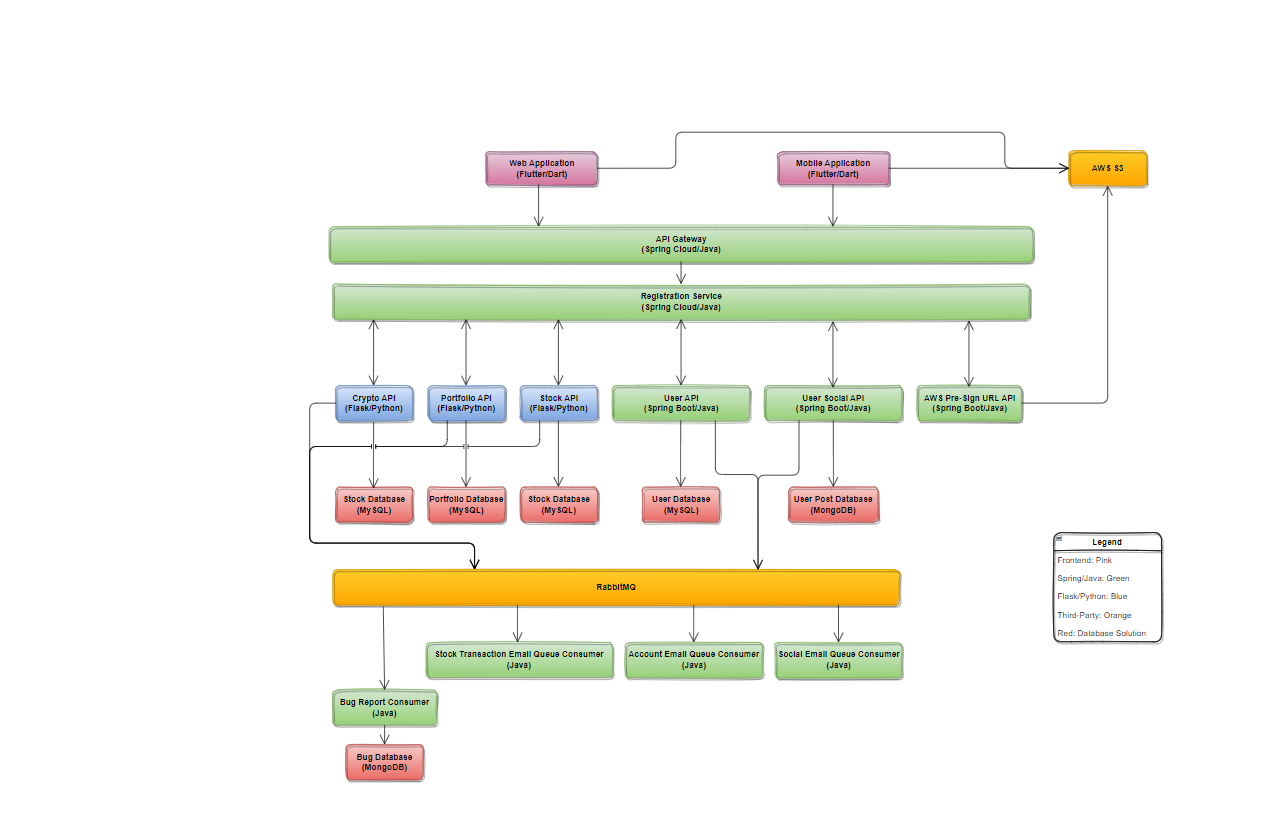 Web Application
(Flutter/Dart)
Mobile Application
(Flutter/Dart)
AWS S3
API Gateway
(Spring Cloud/Java)
Registration Service
(Spring Cloud/Java)
Crypto API
(Flask/Python)
Portfolio API
(Flask/Python)
Stock API
(Flask/Python)
User API
(Spring Boot/Java)
User Social API
(Spring Boot/Java)
AWS Pre-Sign URL API
(Spring Boot/Java)
Stock Database
(MySQL)
Portfolio Database
(MySQL)
Stock Database
(MySQL)
User Database
(MySQL)
User Post Database
(MongoDB)
Legend
Frontend: Pink
Spring/Java: Green
Flask/Python: Blue
Third-Party: Orange
Red: Database Solution
RabbitMQ
Stock Transaction Email Queue Consumer
(Java)
Account Email Queue Consumer
(Java)
Social Email Queue Consumer
(Java)
Bug Report Consumer
(Java)
Bug Database
(MongoDB)